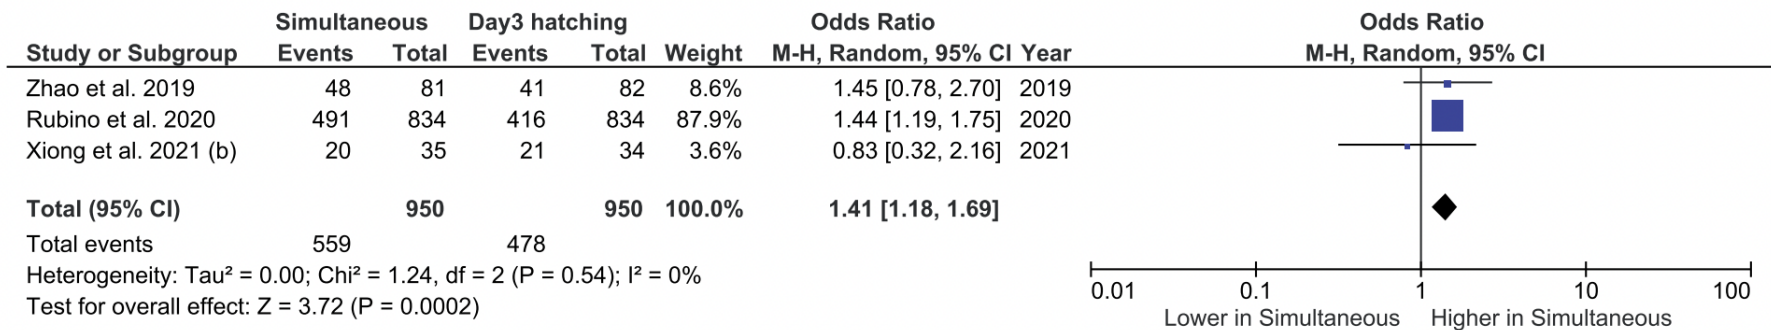 Simultaneous Day3 hatching Odds Ratio Odds Ratio
Study or Subgroup Events Total Events Total Weight M-H, Random, 95% CI Year M-H, Random, 95% CI
Zhao et al. 2019 48 81 41 82 8.6% 1.45 [0.78, 2.70] 2019
Rubino et al. 2020 491 834 416 834 87.9% 1.44 [1.19, 1.75] 2020
Xiong et al. 2021 (b) 20 35 21 34 3.6% 0.83 [0.32, 2.16] 2021
Total (95% CI) 950 950 100.0% 1.41 [1.18, 1.69]
Total events 559 478
Heterogeneity: Tau² = 0.00; Chi² = 1.24, df = 2 (P = 0.54); I² = 0%
Test for overall effect: Z = 3.72 (P = 0.0002)
0.01 0.1 1 10 100
Lower in Simultaneous Higher in Simultaneous